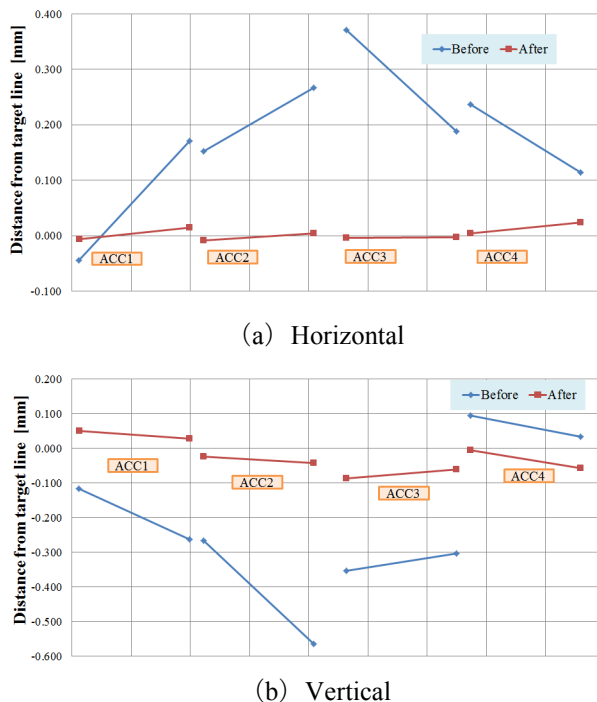 Distance from target line [mm]
0.400
0.300
0.200
0.100
0.000
-0.100
Before After
ACC1
ACC2
ACC3
ACC4
(a) Horizontal
Distance from target line [mm]
0.200
0.100
0.000
-0.100
-0.200
-0.300
-0.400
-0.500
-0.600
Before After
ACC1
ACC2
ACC3
ACC4
(b) Vertical